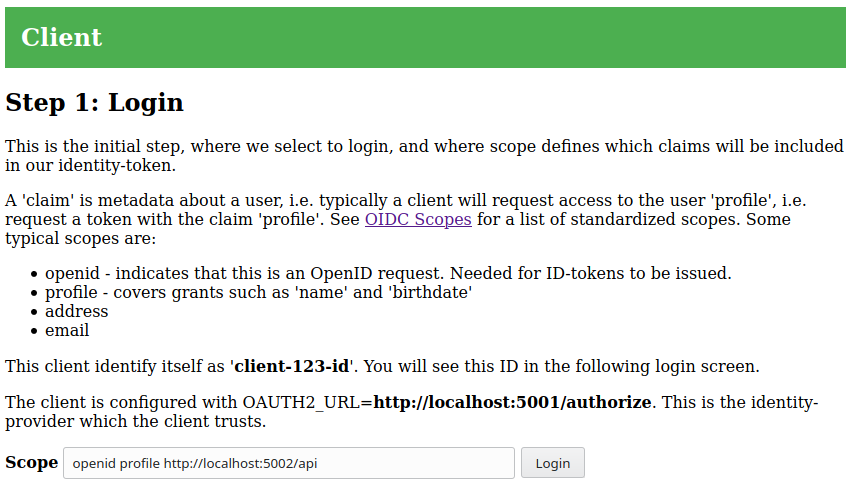 Client
Step 1: Login
This is the initial step, where we select to login, and where scope defines which claims will be included
in our identity-token.
A 'claim' is metadata about a user, i.e. typically a client will request access to the user 'profile', i.e.
request a token with the claim 'profile'. See OIDC Scopes for a list of standardized scopes. Some
typical scopes are:
• openid - indicates that this is an OpenID request. Needed for ID-tokens to be issued.
• profile - covers grants such as 'name' and 'birthdate'
• address
• email
This client identify itself as 'client-123-id'. You will see this ID in the following login screen.
The client is configured with OAUTH2_URL=http://localhost:5001/authorize. This is the identity-
provider which the client trusts.
Scope openid profile http://localhost:5002/api Login